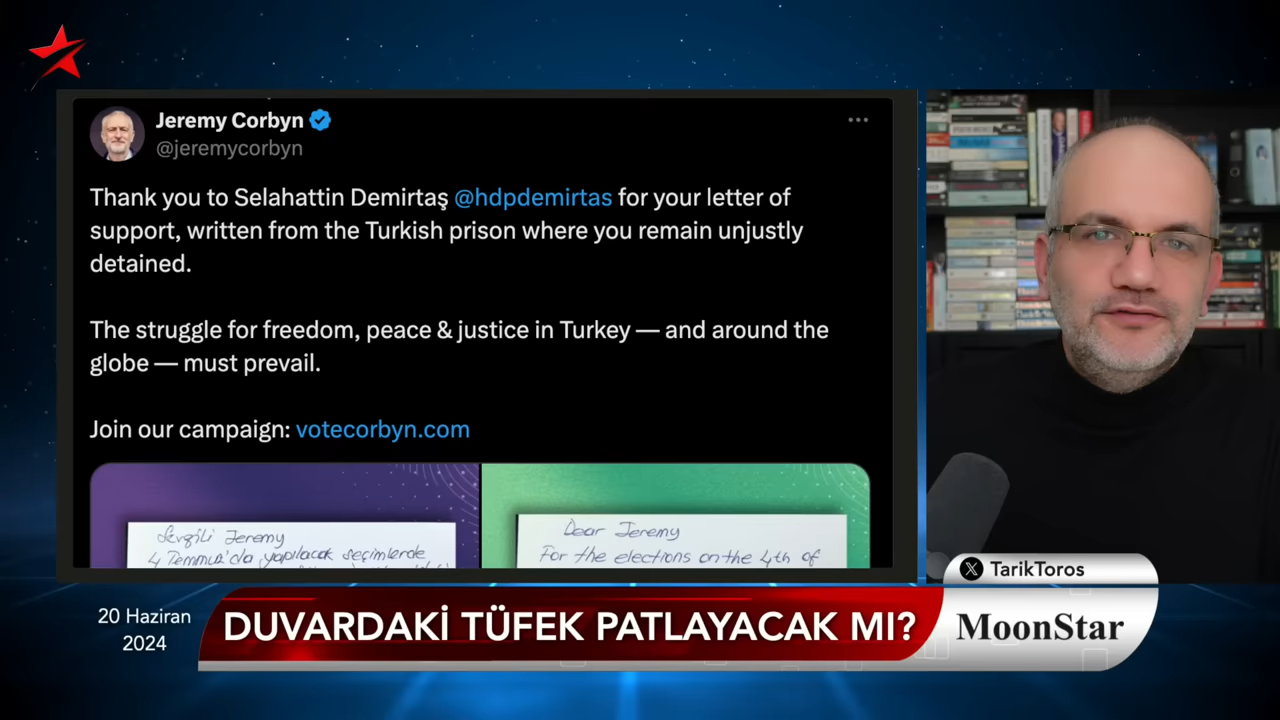 Jeremy Corbyn
@jeremycorbyn
Thank you to Selahattin Demirtaş @hdpdemirtas for your letter of
support, written from the Turkish prison where you remain unjustly
detained.
The struggle for freedom, peace & justice in Turkey — and around the
globe — must prevail.
Join our campaign: votecorbyn.com
Sevgili Jeremy
4 Temmuz'da yapılacak seçimlerde
Dear Jeremy
For the elections on the 4th of
TarikToros
20 Haziran
2024
DUVARDAKİ TÜFEK PATLAYACAK MI?
MoonStar